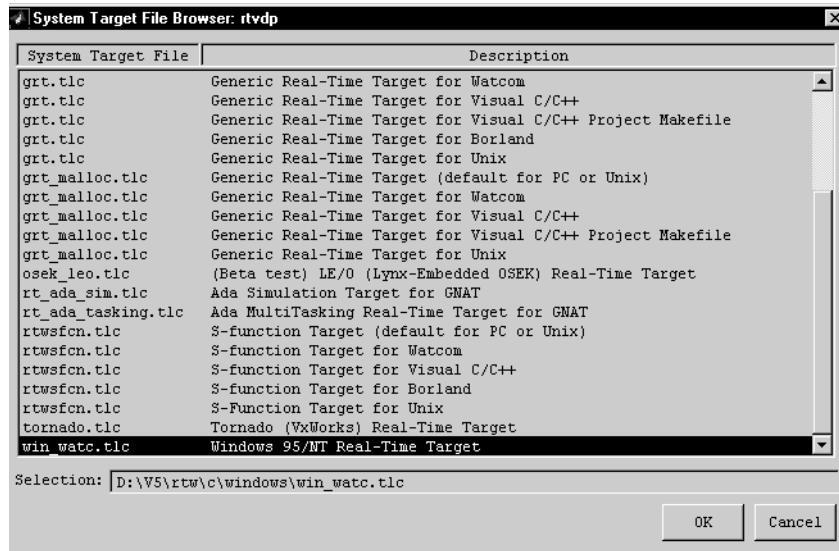 System Target File Browser: rtvdp
System Target File Description
grt.tlc Generic Real-Time Target for Watcom
grt.tlc Generic Real-Time Target for Visual C/C++
grt.tlc Generic Real-Time Target for Visual C/C++ Project Makefile
grt.tlc Generic Real-Time Target for Borland
grt.tlc Generic Real-Time Target for Unix
grt_malloc.tlc Generic Real-Time Target (default for PC or Unix)
grt_malloc.tlc Generic Real-Time Target for Watcom
grt_malloc.tlc Generic Real-Time Target for Visual C/C++
grt_malloc.tlc Generic Real-Time Target for Visual C/C++ Project Makefile
grt_malloc.tlc Generic Real-Time Target for Unix
osek_leo.tlc (Beta test) LE/O (Lynx-Embedded OSEK) Real-Time Target
rt_ada_sim.tlc Ada Simulation Target for GNAT
rt_ada_tasking.tlc Ada MultiTasking Real-Time Target for GNAT
rtwsfcn.tlc S-function Target (default for PC or Unix)
rtwsfcn.tlc S-function Target for Watcom
rtwsfcn.tlc S-function Target for Visual C/C++
rtwsfcn.tlc S-function Target for Borland
rtwsfcn.tlc S-Function Target for Unix
tornado.tlc Tornado (VxWorks) Real-Time Target
win_watc.tlc Windows 95/NT Real-Time Target
Selection: D:\V5\rtw\c\windows\win_watc.tlc
OK Cancel